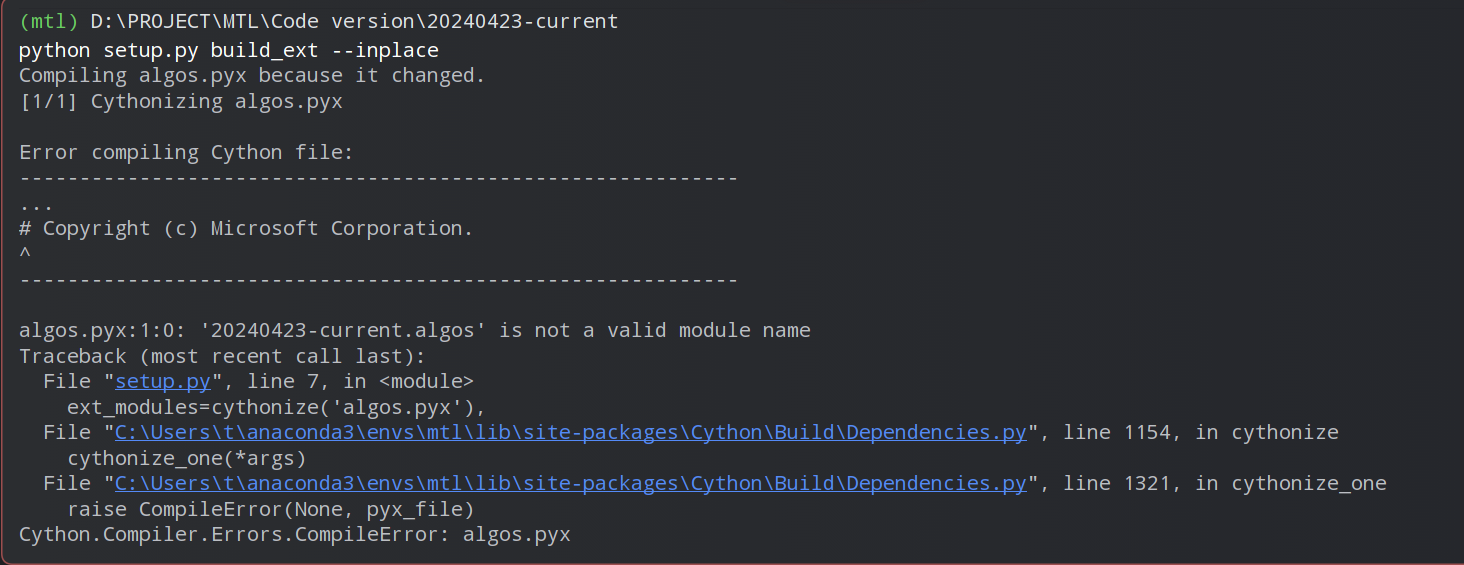 (mtl) D:\PROJECT\MTL\Code version\20240423-current
python setup.py build_ext --inplace
Compiling algos.pyx because it changed.
[1/1] Cythonizing algos.pyx
Error compiling Cython file:
------------------------------------------------------------
...
# Copyright (c) Microsoft Corporation.
^
------------------------------------------------------------
algos.pyx:1:0: '20240423-current.algos' is not a valid module name
Traceback (most recent call last):
  File "setup.py", line 7, in <module>
    ext_modules=cythonize('algos.pyx'),
  File "C:\Users\t\anaconda3\envs\mtl\lib\site-packages\Cython\Build\Dependencies.py", line 1154, in cythonize
    cythonize_one(*args)
  File "C:\Users\t\anaconda3\envs\mtl\lib\site-packages\Cython\Build\Dependencies.py", line 1321, in cythonize_one
    raise CompileError(None, pyx_file)
Cython.Compiler.Errors.CompileError: algos.pyx